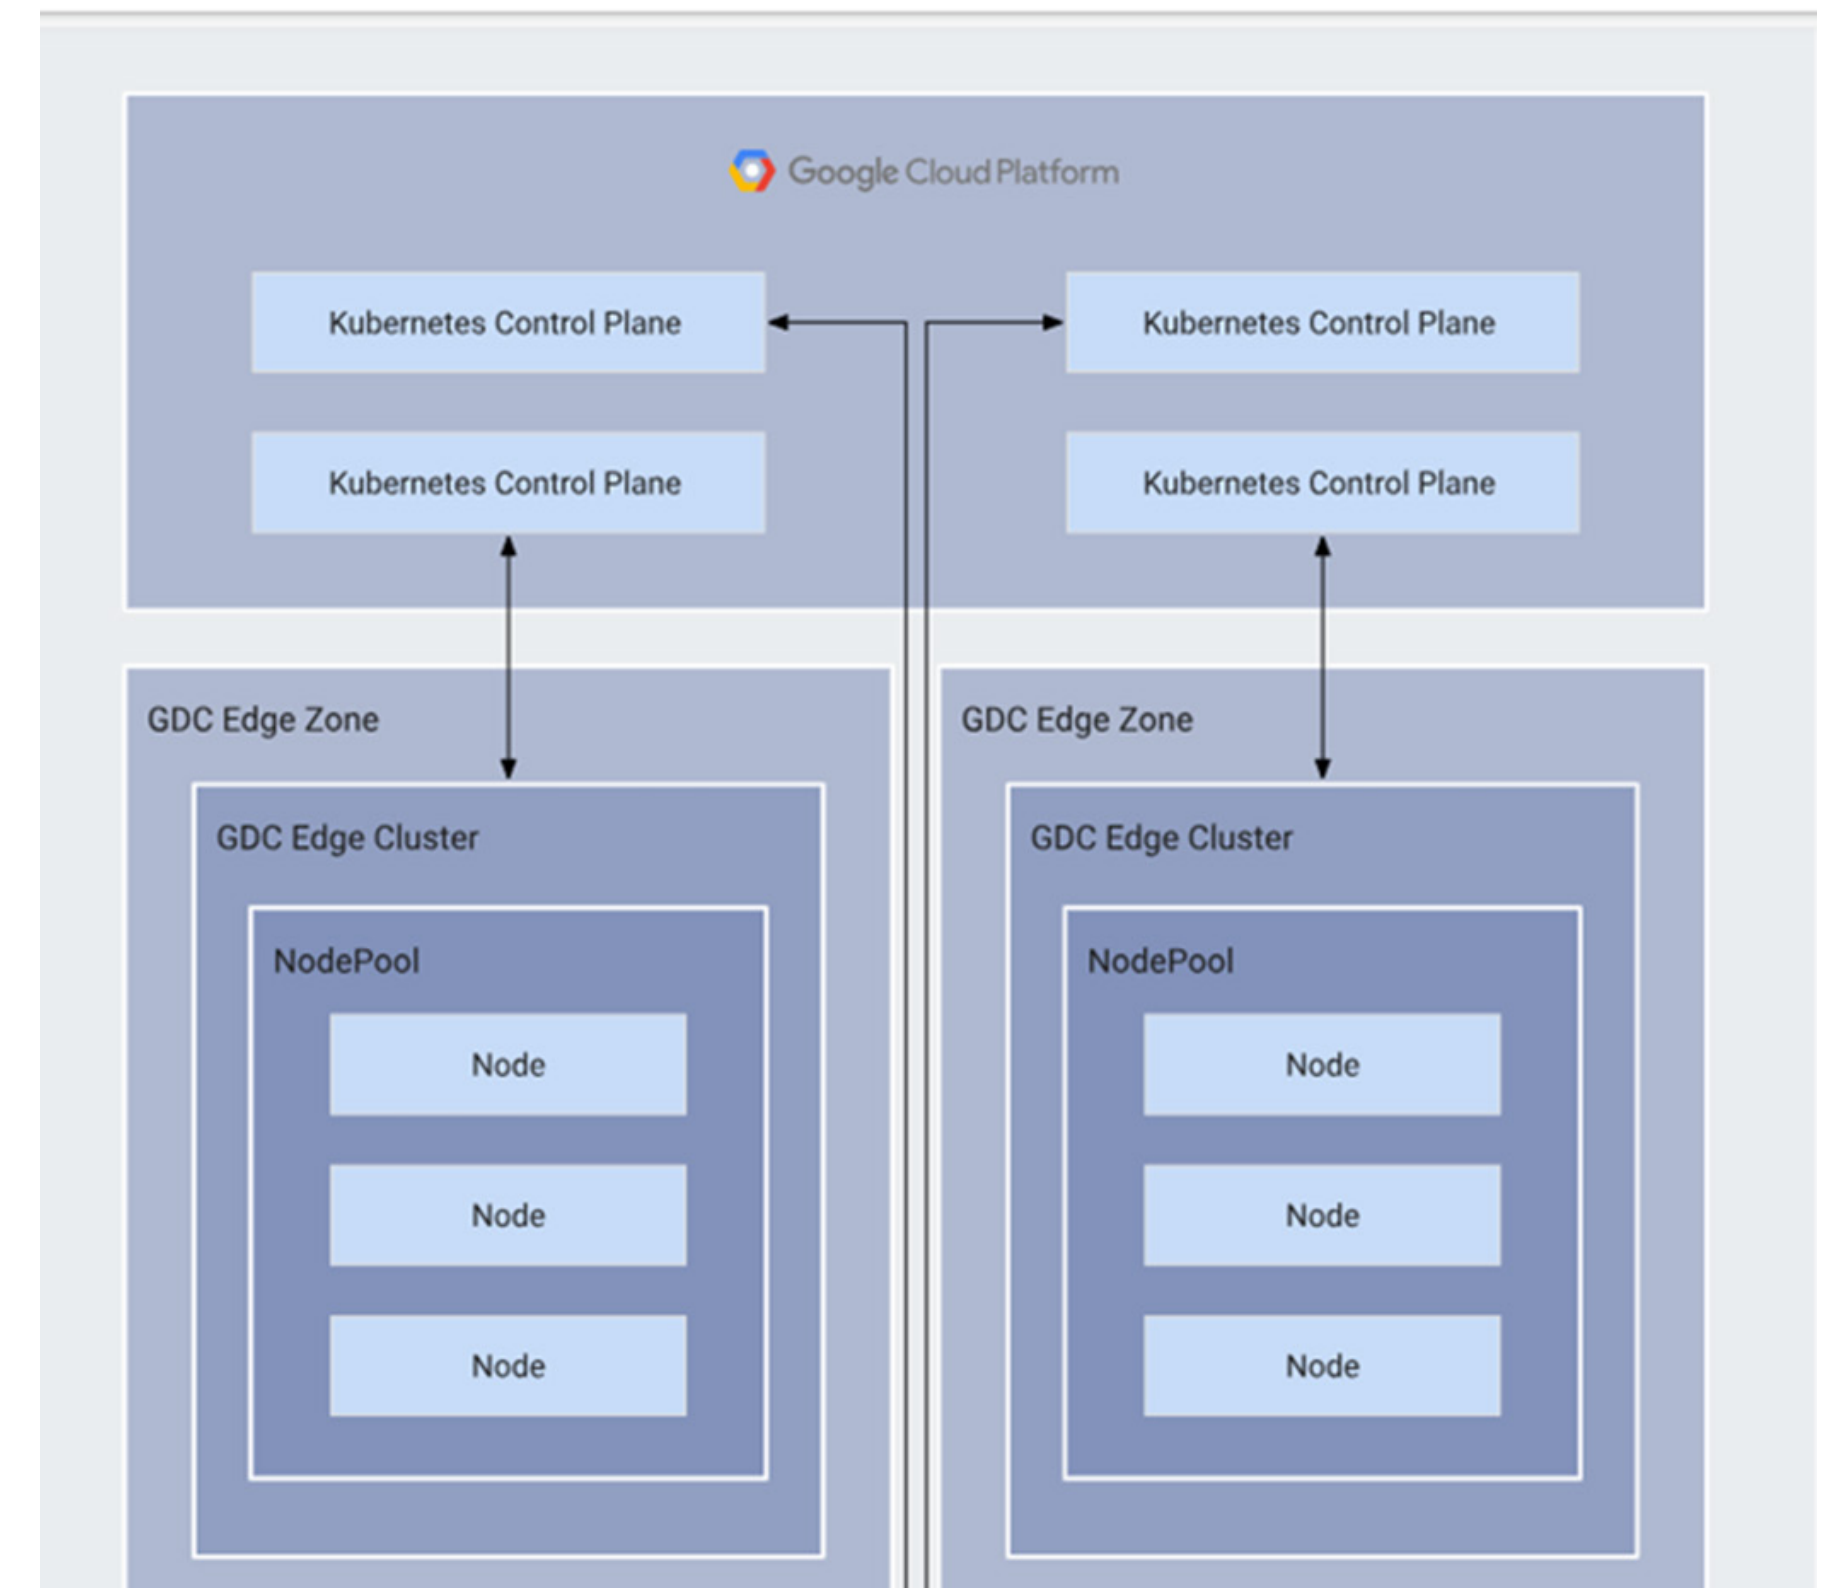 Google Cloud Platform
Kubernetes Control Plane
Kubernetes Control Plane
Kubernetes Control Plane
Kubernetes Control Plane
GDC Edge Zone
GDC Edge Cluster
NodePool
Node
Node
Node
GDC Edge Zone
GDC Edge Cluster
NodePool
Node
Node
Node